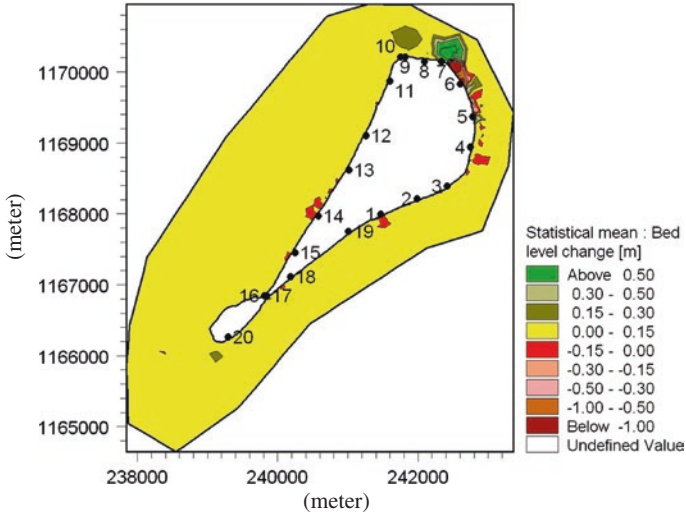 1170000
1169000
1168000
1167000
1166000
1165000
(meter)
238000 240000 242000
(meter)
10
9
8
7
6
11
5
12
4
13
3
2
14
1
19
15
18
16
17
20
Statistical mean : Bed
level change [m]
Above 0.50
0.30 - 0.50
0.15 - 0.30
0.00 - 0.15
-0.15 - 0.00
-0.30 - -0.15
-0.50 - -0.30
-1.00 - -0.50
Below -1.00
Undefined Value